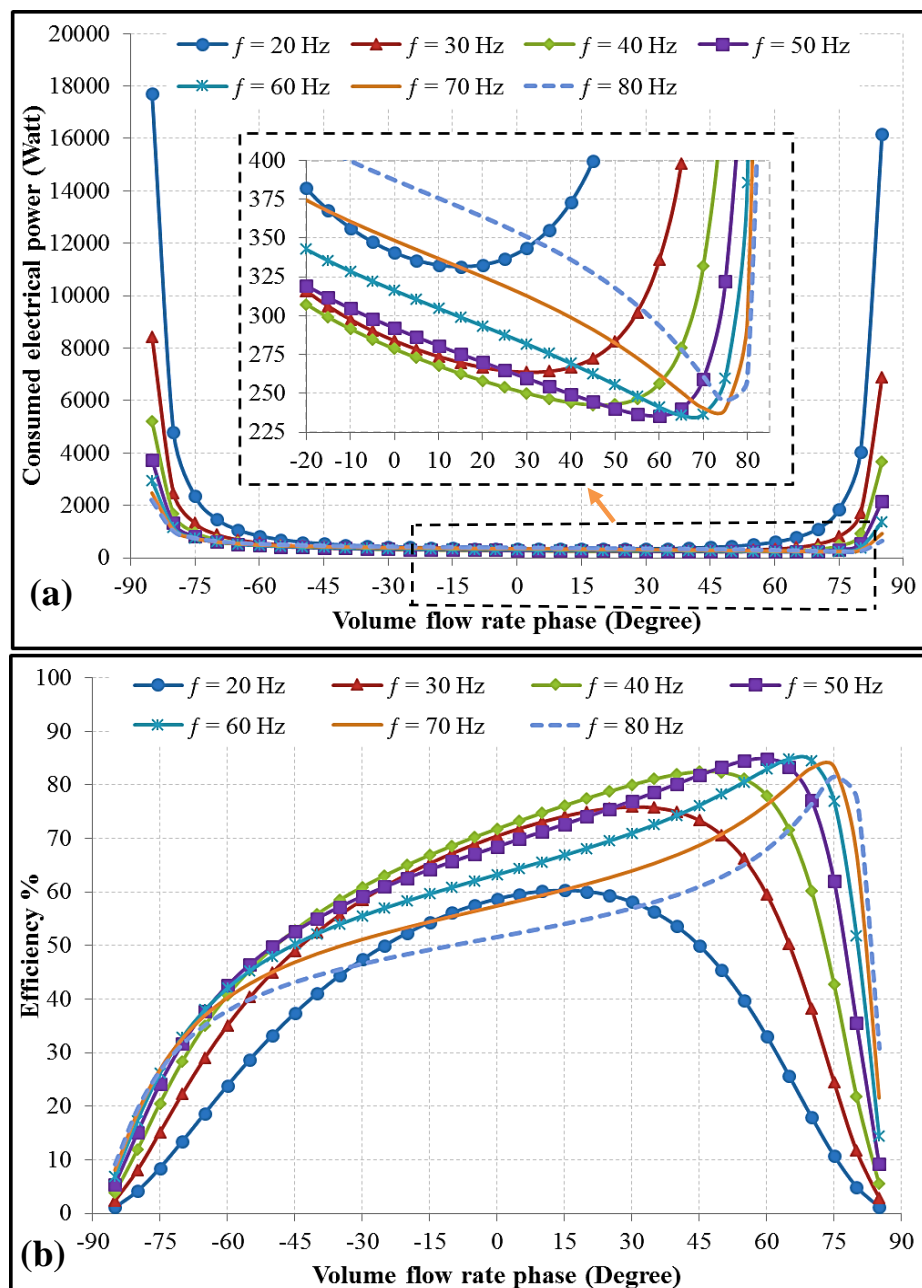 20000
18000
16000
14000
12000
10000
8000
6000
4000
2000
0
Consumed electrical power (Watt)
f = 20 Hz
f = 30 Hz
f = 40 Hz
f = 50 Hz
f = 60 Hz
f = 70 Hz
f = 80 Hz
400
375
350
325
300
275
250
225
-20 -10 0 10 20 30 40 50 60 70 80
-90 -75 -60 -45 -30 -15 0 15 30 45 60 75 90
(a)
Volume flow rate phase (Degree)
100
90
80
70
60
50
40
30
20
10
0
Efficiency %
f = 20 Hz
f = 30 Hz
f = 40 Hz
f = 50 Hz
f = 60 Hz
f = 70 Hz
f = 80 Hz
-90 -75 -60 -45 -30 -15 0 15 30 45 60 75 90
(b)
Volume flow rate phase (Degree)